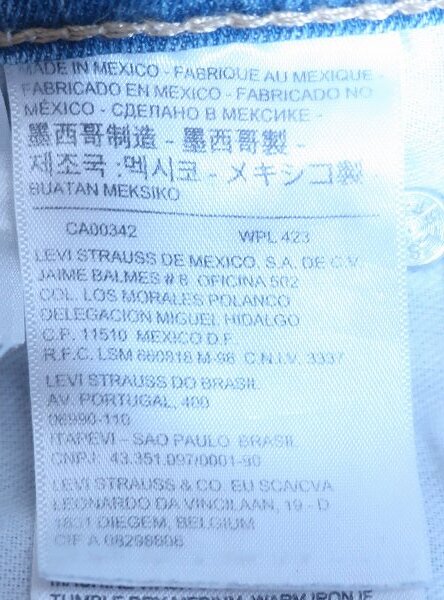 MADE IN MEXICO - FABRIQUE AU MEXIQUE -
FABRICADO EN MEXICO - FABRICADO NO
MÉXICO - СДЕЛАНО В МЕКСИКЕ -
墨西哥制造 - 墨西哥製 -
제조국 :멕시코 - メキシコ製 -
BUATAN MEKSIKO
CA00342 WPL 423
LEVI STRAUSS DE MEXICO, S.A. DE C.V.
JAIME BALMES # 8 OFICINA 502
COL. LOS MORALES POLANCO
DELEGACION MIGUEL HIDALGO
C.P. 11510 MEXICO D.F.
R.F.C. LSM 680818 M-98 C.N.I.V. 3337
LEVI STRAUSS DO BRASIL
AV. PORTUGAL, 400
06690-110
ITAPEVI - SAO PAULO BRASIL
CNPJ. 43.351.097/0001-90
LEVI STRAUSS & CO. EU SCA/CVA
LEONARDO DA VINCILAAN, 19 - D
1831 DIEGEM, BELGIUM
CIF A 08298808